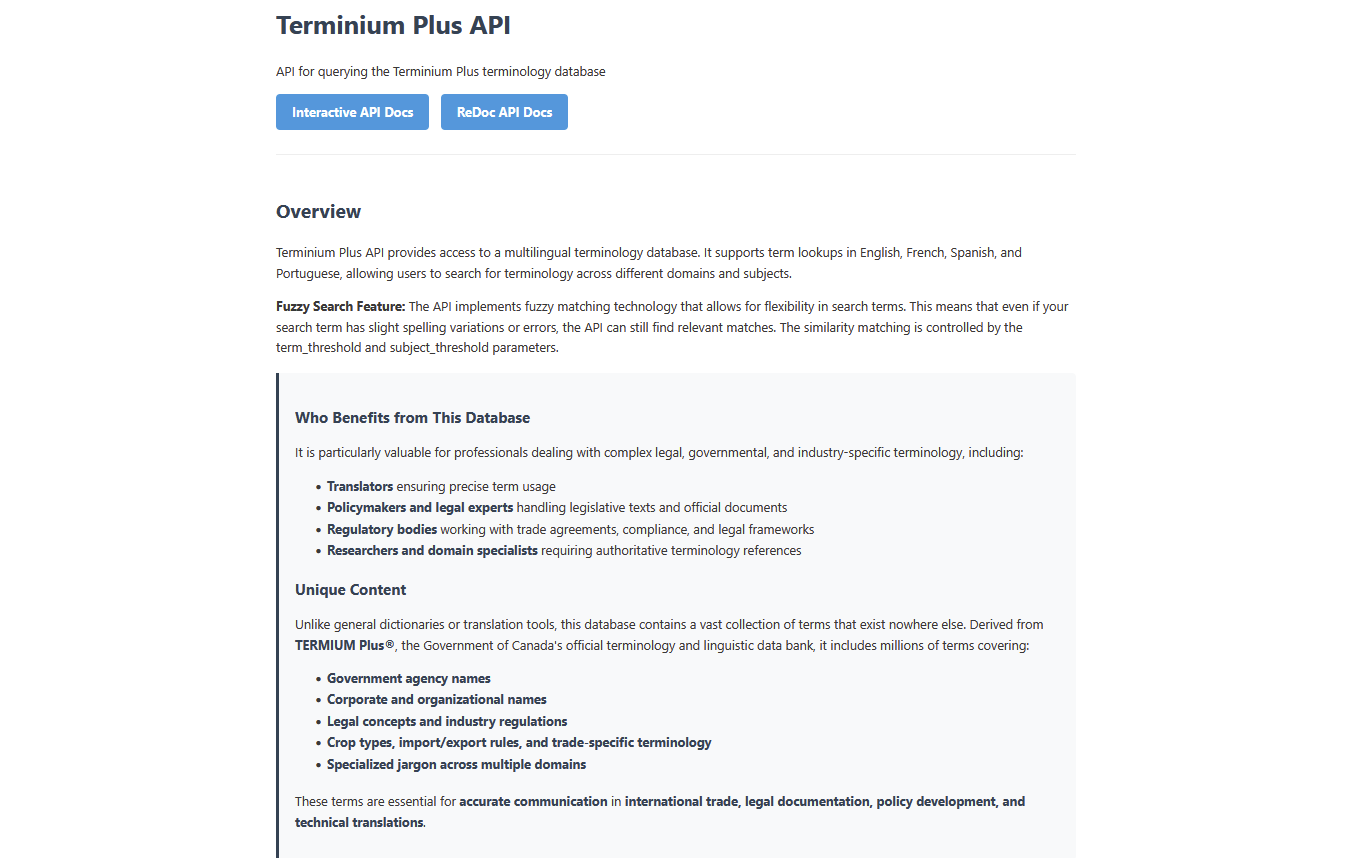 Terminium Plus API
API for querying the Terminium Plus terminology database
Interactive API Docs
ReDoc API Docs
Overview
Terminium Plus API provides access to a multilingual terminology database. It supports term lookups in English, French, Spanish, and
Portuguese, allowing users to search for terminology across different domains and subjects.
Fuzzy Search Feature: The API implements fuzzy matching technology that allows for flexibility in search terms. This means that even if your
search term has slight spelling variations or errors, the API can still find relevant matches. The similarity matching is controlled by the
term_threshold and subject_threshold parameters.
Who Benefits from This Database
It is particularly valuable for professionals dealing with complex legal, governmental, and industry-specific terminology, including:
• Translators ensuring precise term usage
• Policymakers and legal experts handling legislative texts and official documents
• Regulatory bodies working with trade agreements, compliance, and legal frameworks
• Researchers and domain specialists requiring authoritative terminology references
Unique Content
Unlike general dictionaries or translation tools, this database contains a vast collection of terms that exist nowhere else. Derived from
TERMIUM Plus®, the Government of Canada's official terminology and linguistic data bank, it includes millions of terms covering:
• Government agency names
• Corporate and organizational names
• Legal concepts and industry regulations
• Crop types, import/export rules, and trade-specific terminology
• Specialized jargon across multiple domains
These terms are essential for accurate communication in international trade, legal documentation, policy development, and
technical translations.